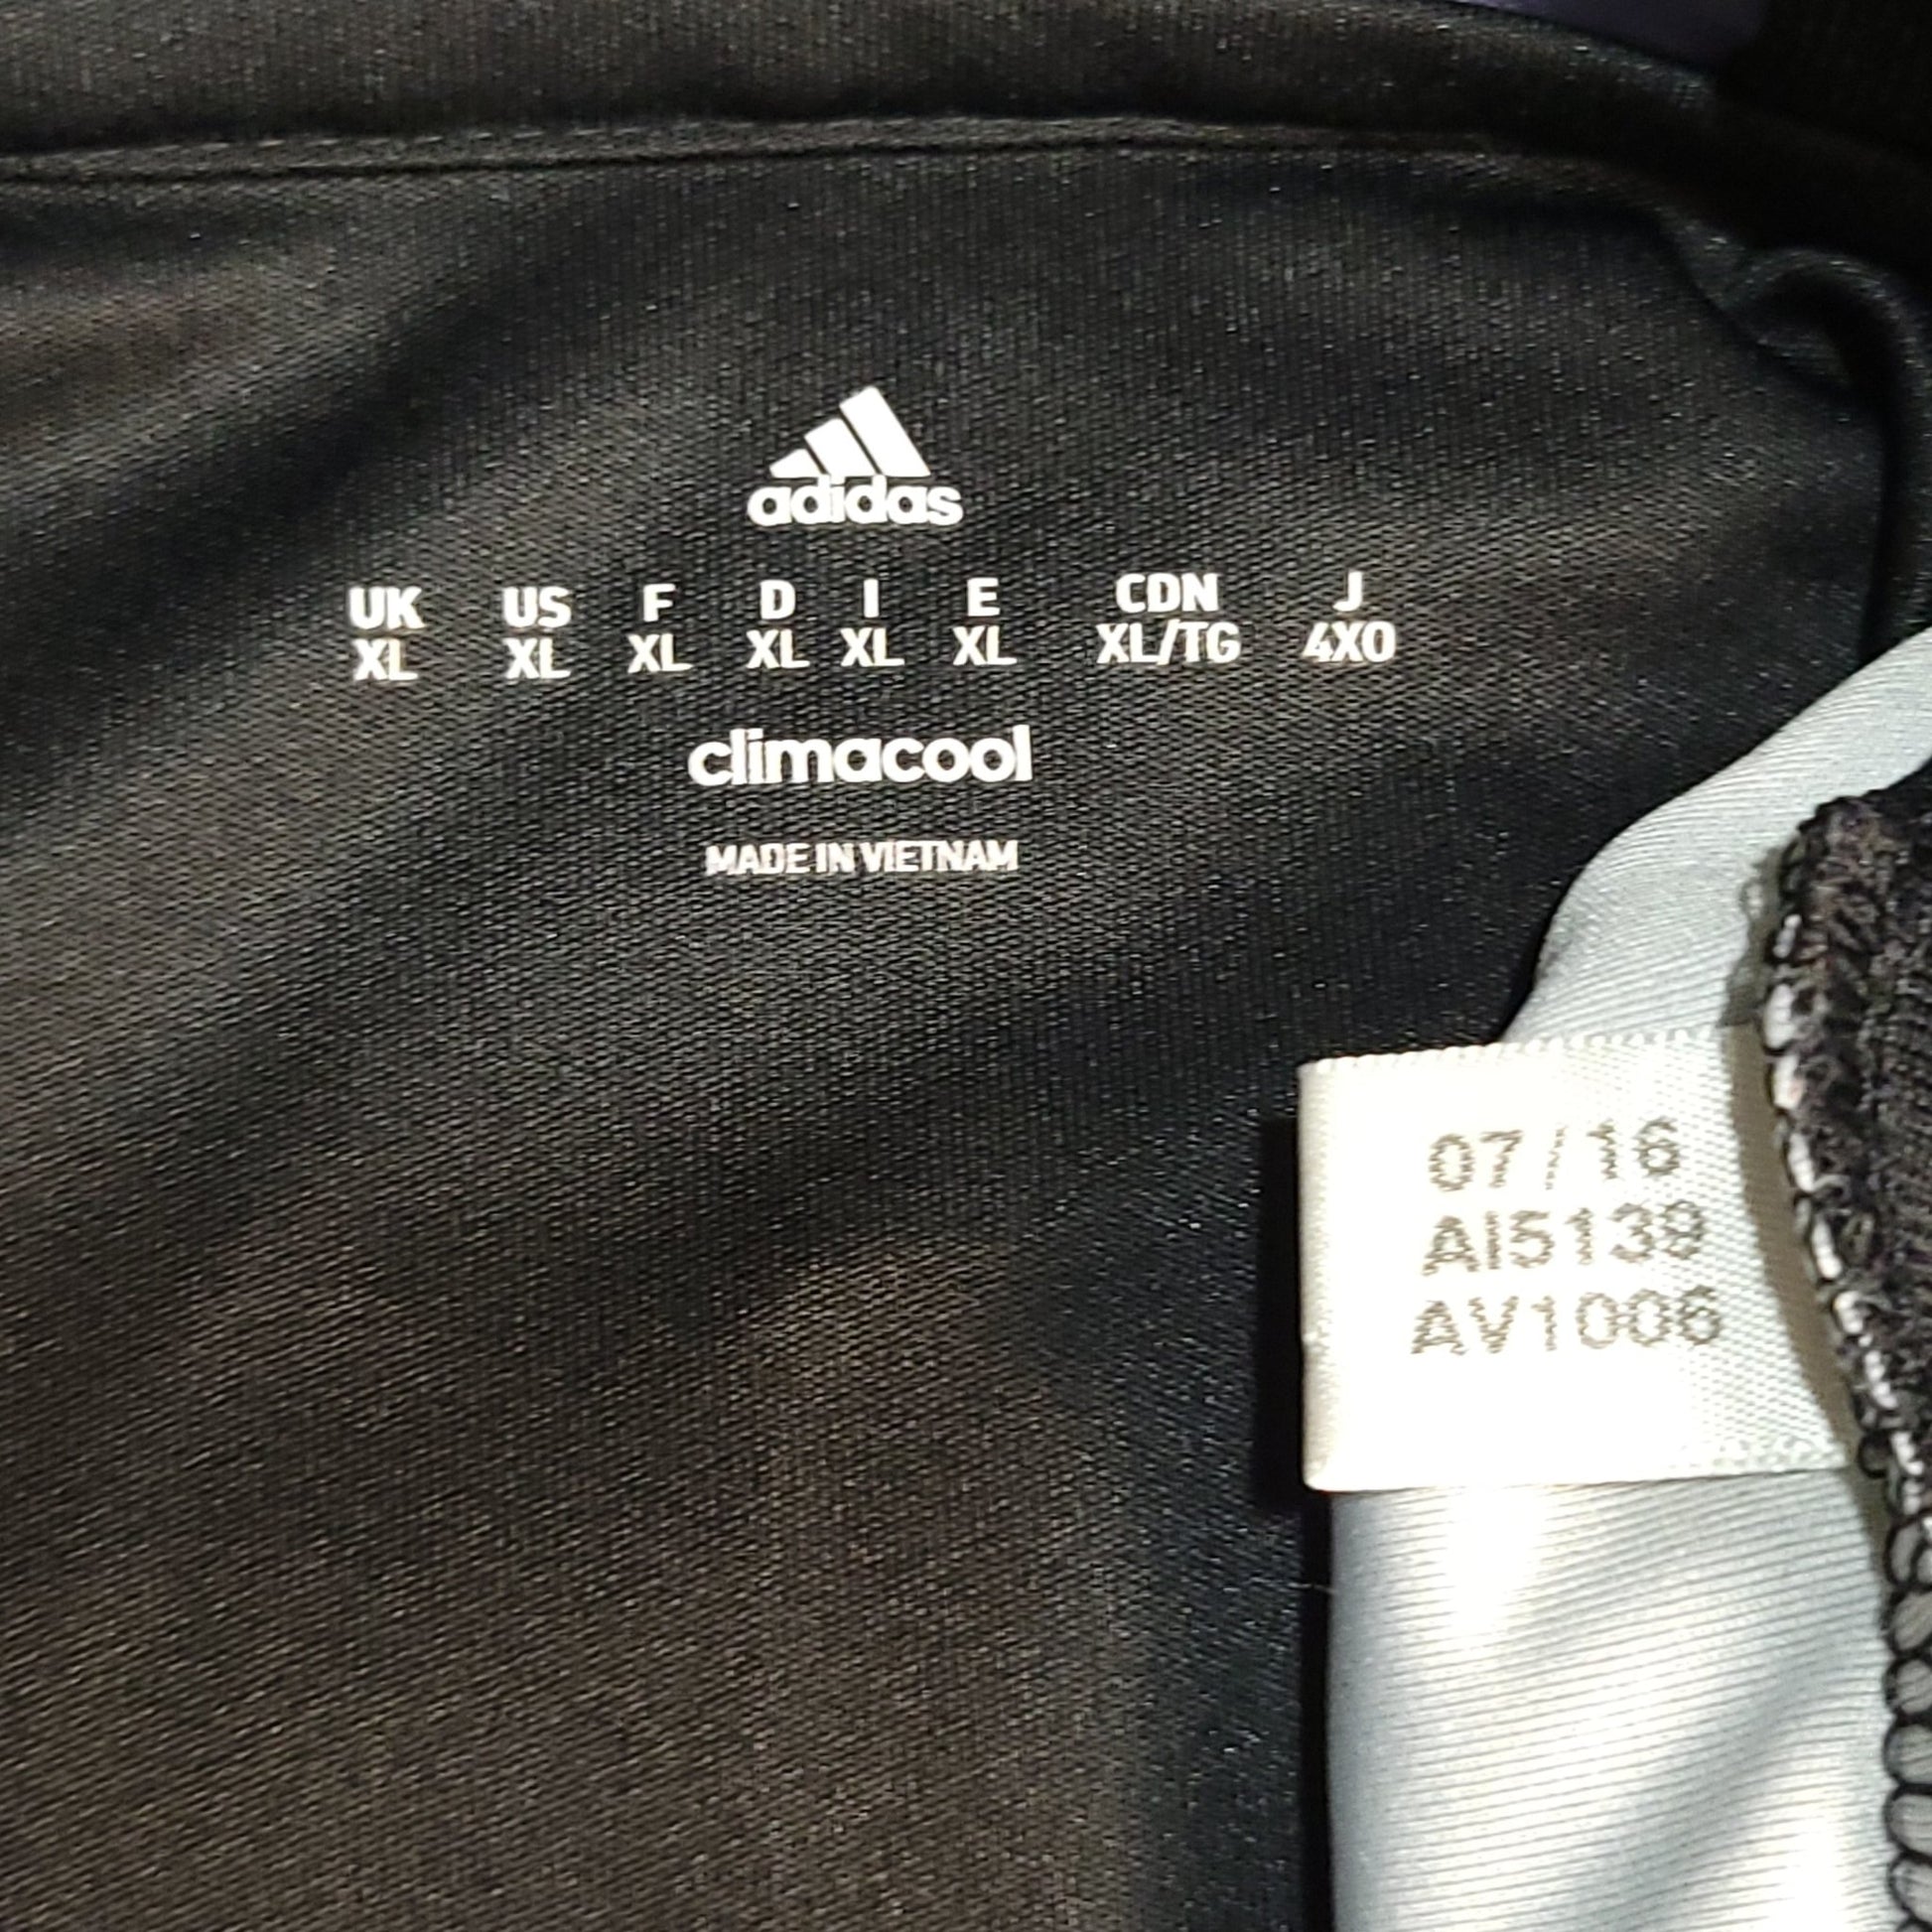 adidas
UK US F D I E CDN J
XL XL XL XL XL XL XL/TG 4XO
climacool
MADE IN VIETNAM
07/16
AI5139
AV1006